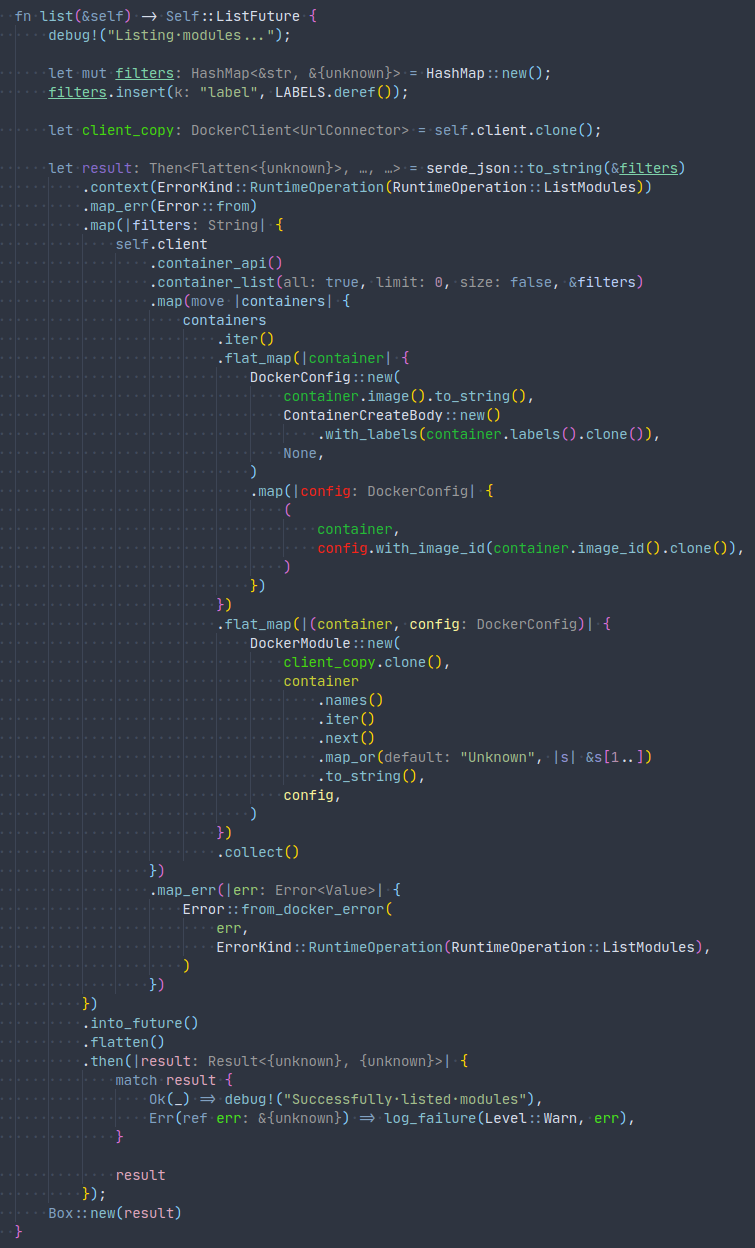 fn list(&self) -> Self::ListFuture {
    debug!("Listing·modules...");

    let mut filters: HashMap<&str, &{unknown}> = HashMap::new();
    filters.insert(k: "label", LABELS.deref());

    let client_copy: DockerClient<UrlConnector> = self.client.clone();

    let result: Then<Flatten<{unknown}>, …, …> = serde_json::to_string(&filters)
        .context(ErrorKind::RuntimeOperation(RuntimeOperation::ListModules))
        .map_err(Error::from)
        .map(|filters: String| {
            self.client
                .container_api()
                .container_list(all: true, limit: 0, size: false, &filters)
                .map(move |containers| {
                    containers
                        .iter()
                        .flat_map(|container| {
                            DockerConfig::new(
                                container.image().to_string(),
                                ContainerCreateBody::new()
                                    .with_labels(container.labels().clone()),
                                None,
                            )
                            .map(|config: DockerConfig| {
                                (
                                    container,
                                    config.with_image_id(container.image_id().clone()),
                                )
                            })
                        })
                        .flat_map(|(container, config: DockerConfig)| {
                            DockerModule::new(
                                client_copy.clone(),
                                container
                                    .names()
                                    .iter()
                                    .next()
                                    .map_or(default: "Unknown", |s| &s[1..])
                                    .to_string(),
                                config,
                            )
                        })
                        .collect()
                })
                .map_err(|err: Error<Value>| {
                    Error::from_docker_error(
                        err,
                        ErrorKind::RuntimeOperation(RuntimeOperation::ListModules),
                    )
                })
        })
        .into_future()
        .flatten()
        .then(|result: Result<{unknown}, {unknown}>| {
            match result {
                Ok(_) => debug!("Successfully·listed·modules"),
                Err(ref err: &{unknown}) => log_failure(Level::Warn, err),
            }

            result
        });
    Box::new(result)
}